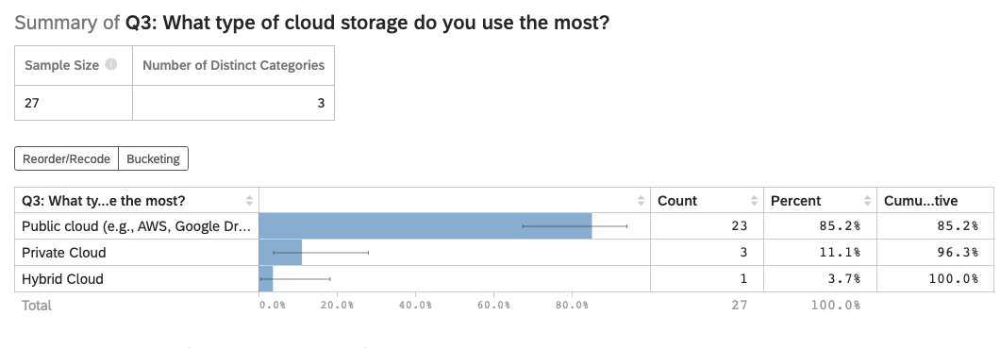 Summary of Q3: What type of cloud storage do you use the most?
Sample Size Number of Distinct Categories
27 3
Reorder/Recode Bucketing
Q3: What ty...e the most? Count Percent Cumu...tive
Public cloud (e.g., AWS, Google Dr... 23 85.2% 85.2%
Private Cloud 3 11.1% 96.3%
Hybrid Cloud 1 3.7% 100.0%
Total 0.0% 20.0% 40.0% 60.0% 80.0% 27 100.0%